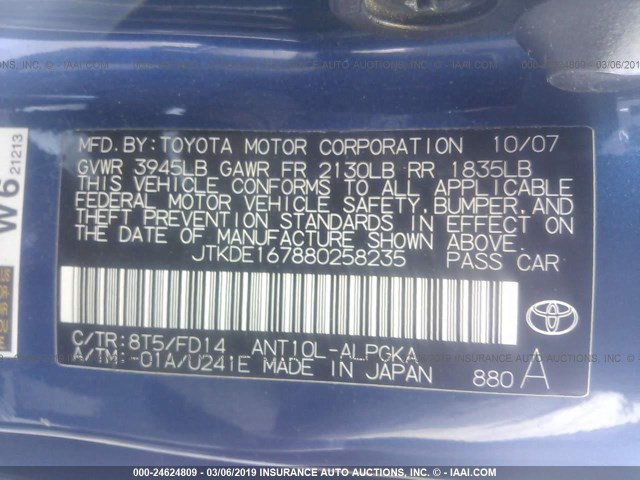 MFD. BY: TOYOTA MOTOR CORPORATION 10/07
GVWR 3945LB GAWR FR 2130LB RR 1835LB
THIS VEHICLE CONFORMS TO ALL APPLICABLE
FEDERAL MOTOR VEHICLE SAFETY, BUMPER, AND
THEFT PREVENTION STANDARDS IN EFFECT ON
THE DATE OF MANUFACTURE SHOWN ABOVE.
JTKDE167880258235 PASS CAR
C/TR: 8T5/FD14 ANT10L-ALPGKA
A/TM: -01A/U241E MADE IN JAPAN
880 A
W6
21213
000-24624809 - 03/06/2019 INSURANCE AUTO AUCTIONS, INC. - © IAAI.COM